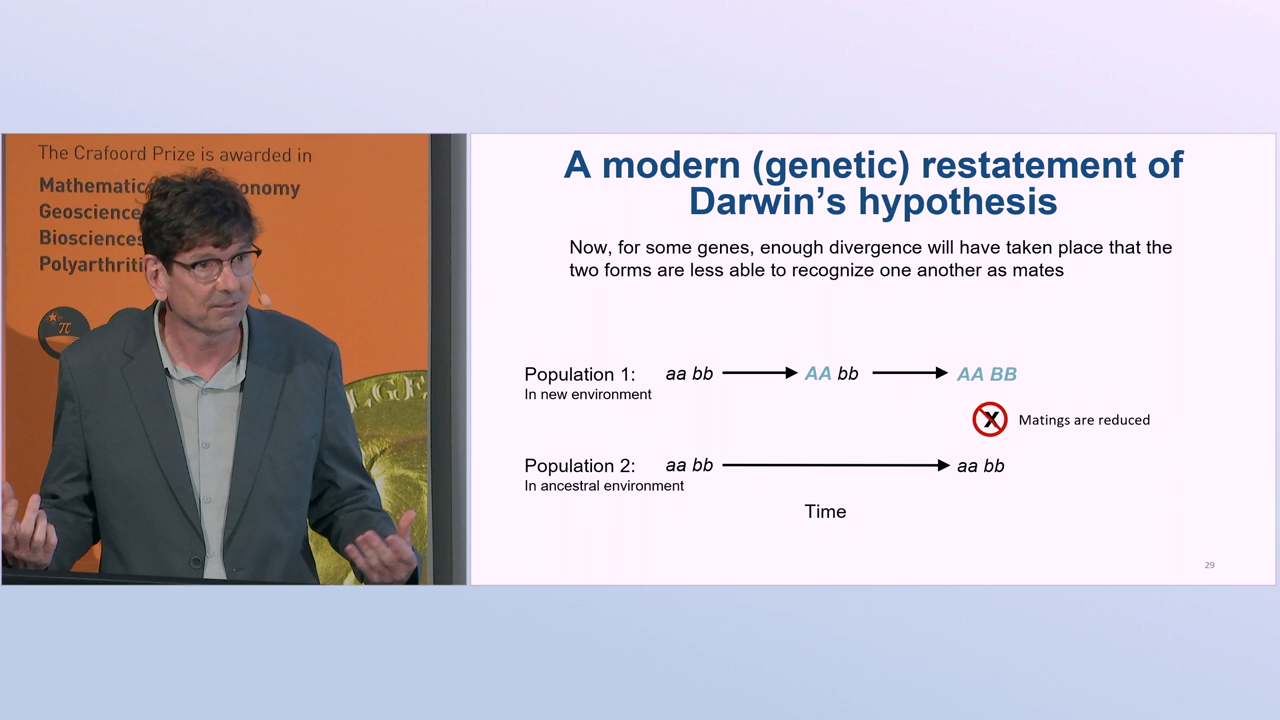 The Crafoord Prize is awarded in
Mathematic onomy
Geoscience
Biosciences
Polyarthriti
π
LGE
A modern (genetic) restatement of
Darwin’s hypothesis
Now, for some genes, enough divergence will have taken place that the
two forms are less able to recognize one another as mates
Population 1: aa bb AA bb AA BB
In new environment
X Matings are reduced
Population 2: aa bb aa bb
In ancestral environment
Time
29